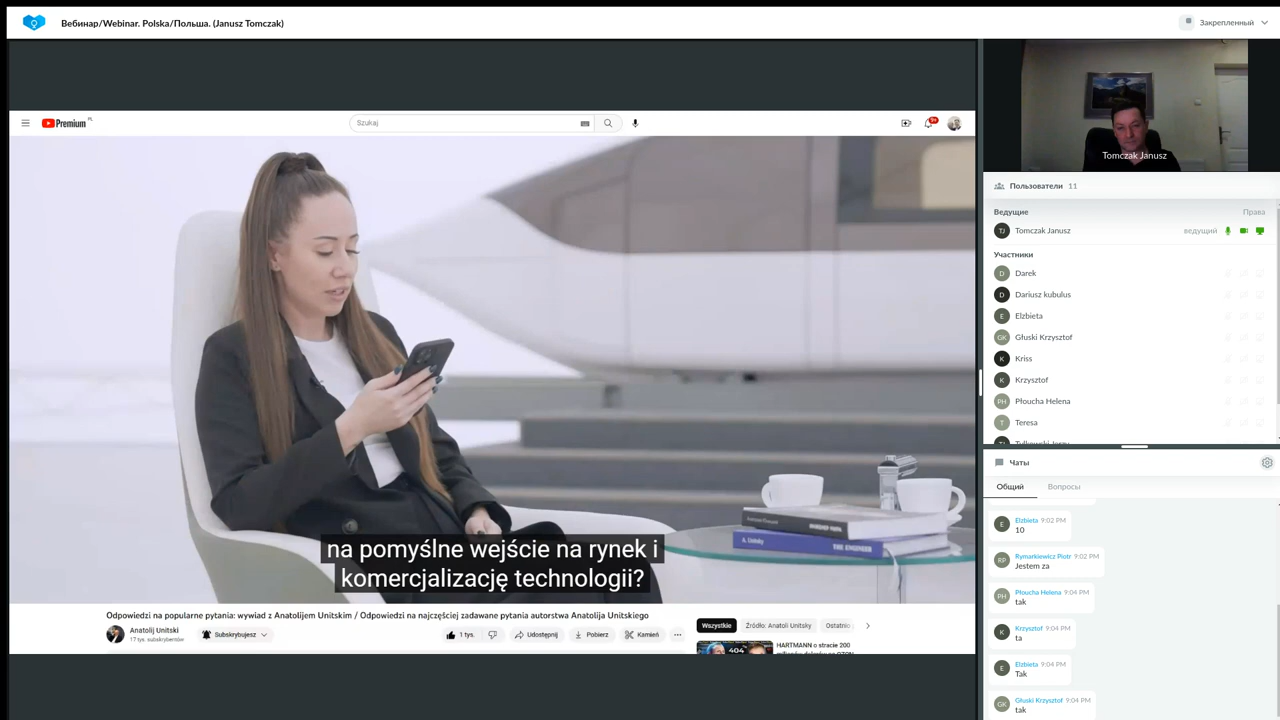 Вебинар/Webinar. Polska/Польша. (Janusz Tomczak)
Закрепленный
Premium PL
Szukaj
9+
Tomczak Janusz
Пользователи 11
Ведущие Права
TJ Tomczak Janusz ведущий
Участники
D Darek
D Dariusz kubulus
E Elzbieta
GK Głuski Krzysztof
K Kriss
K Krzysztof
PH Płoucha Helena
T Teresa
Чаты
Общий Вопросы
E Elzbieta 9:02 PM
10
RP Rymarkiewicz Piotr 9:02 PM
Jestem za
PH Płoucha Helena 9:04 PM
tak
K Krzysztof 9:04 PM
ta
E Elzbieta 9:04 PM
Tak
GK Głuski Krzysztof 9:04 PM
tak
A. Unitsky THE ENGINEER
na pomyślne wejście na rynek i
komercjalizację technologii?
Odpowiedzi na popularne pytania: wywiad z Anatolijem Unitskim / Odpowiedzi na najczęściej zadawane pytania autorstwa Anatolija Unitskiego
Anatolij Unitski
17 tys. subskrybentów
Subskrybujesz
1 tys.
Udostępnij
Pobierz
Kamień
Wszystkie
Źródło: Anatoli Unitsky
Ostatnio
404
HARTMANN o stracie 200